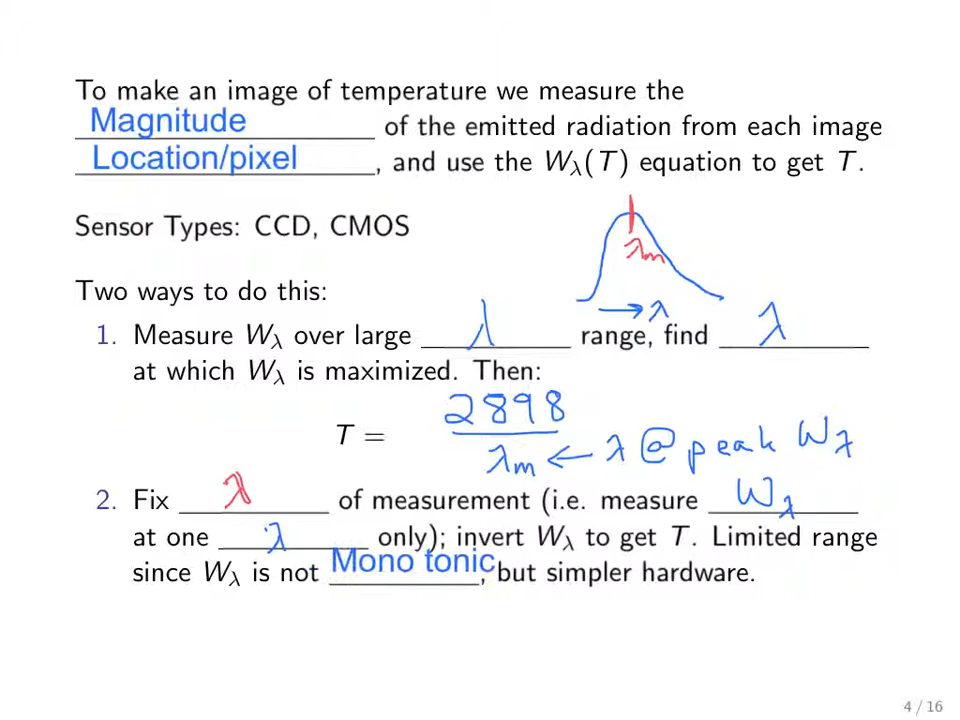 To make an image of temperature we measure the
Magnitude of the emitted radiation from each image
Location/pixel, and use the Wλ(T) equation to get T.
Sensor Types: CCD, CMOS
λm
→ λ
Two ways to do this:
1. Measure Wλ over large λ range, find λ
at which Wλ is maximized. Then:
T = 2898 / λm ← λ @ peak Wλ
2. Fix λ of measurement (i.e. measure Wλ
at one λ only); invert Wλ to get T. Limited range
since Wλ is not Mono tonic, but simpler hardware.
4 / 16